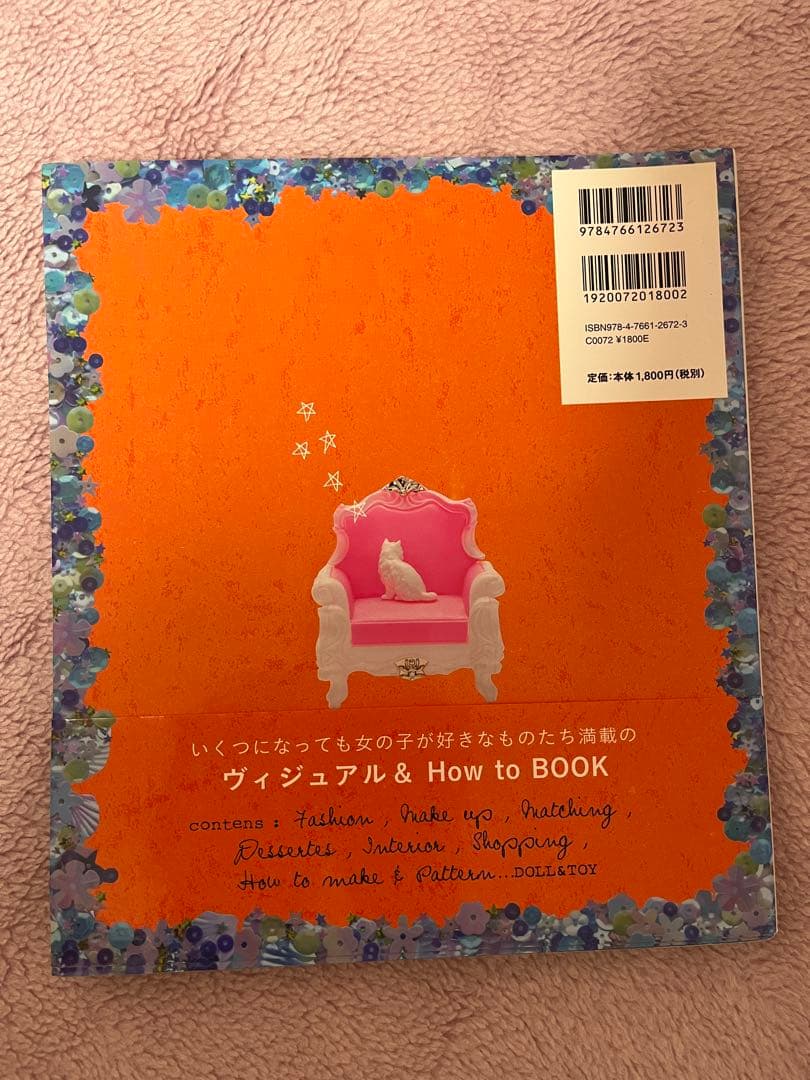 9784766126723
1920072018002
ISBN978-4-7661-2672-3
C0072 ¥1800E
定価:本体1,800円(税別)
いくつになっても女の子が好きなものたち満載の
ヴィジュアル & How to BOOK
contens : Fashion , Make up , Matching ,
Dessertes , Interior , Shopping ,
How to make & Pattern...DOLL&TOY